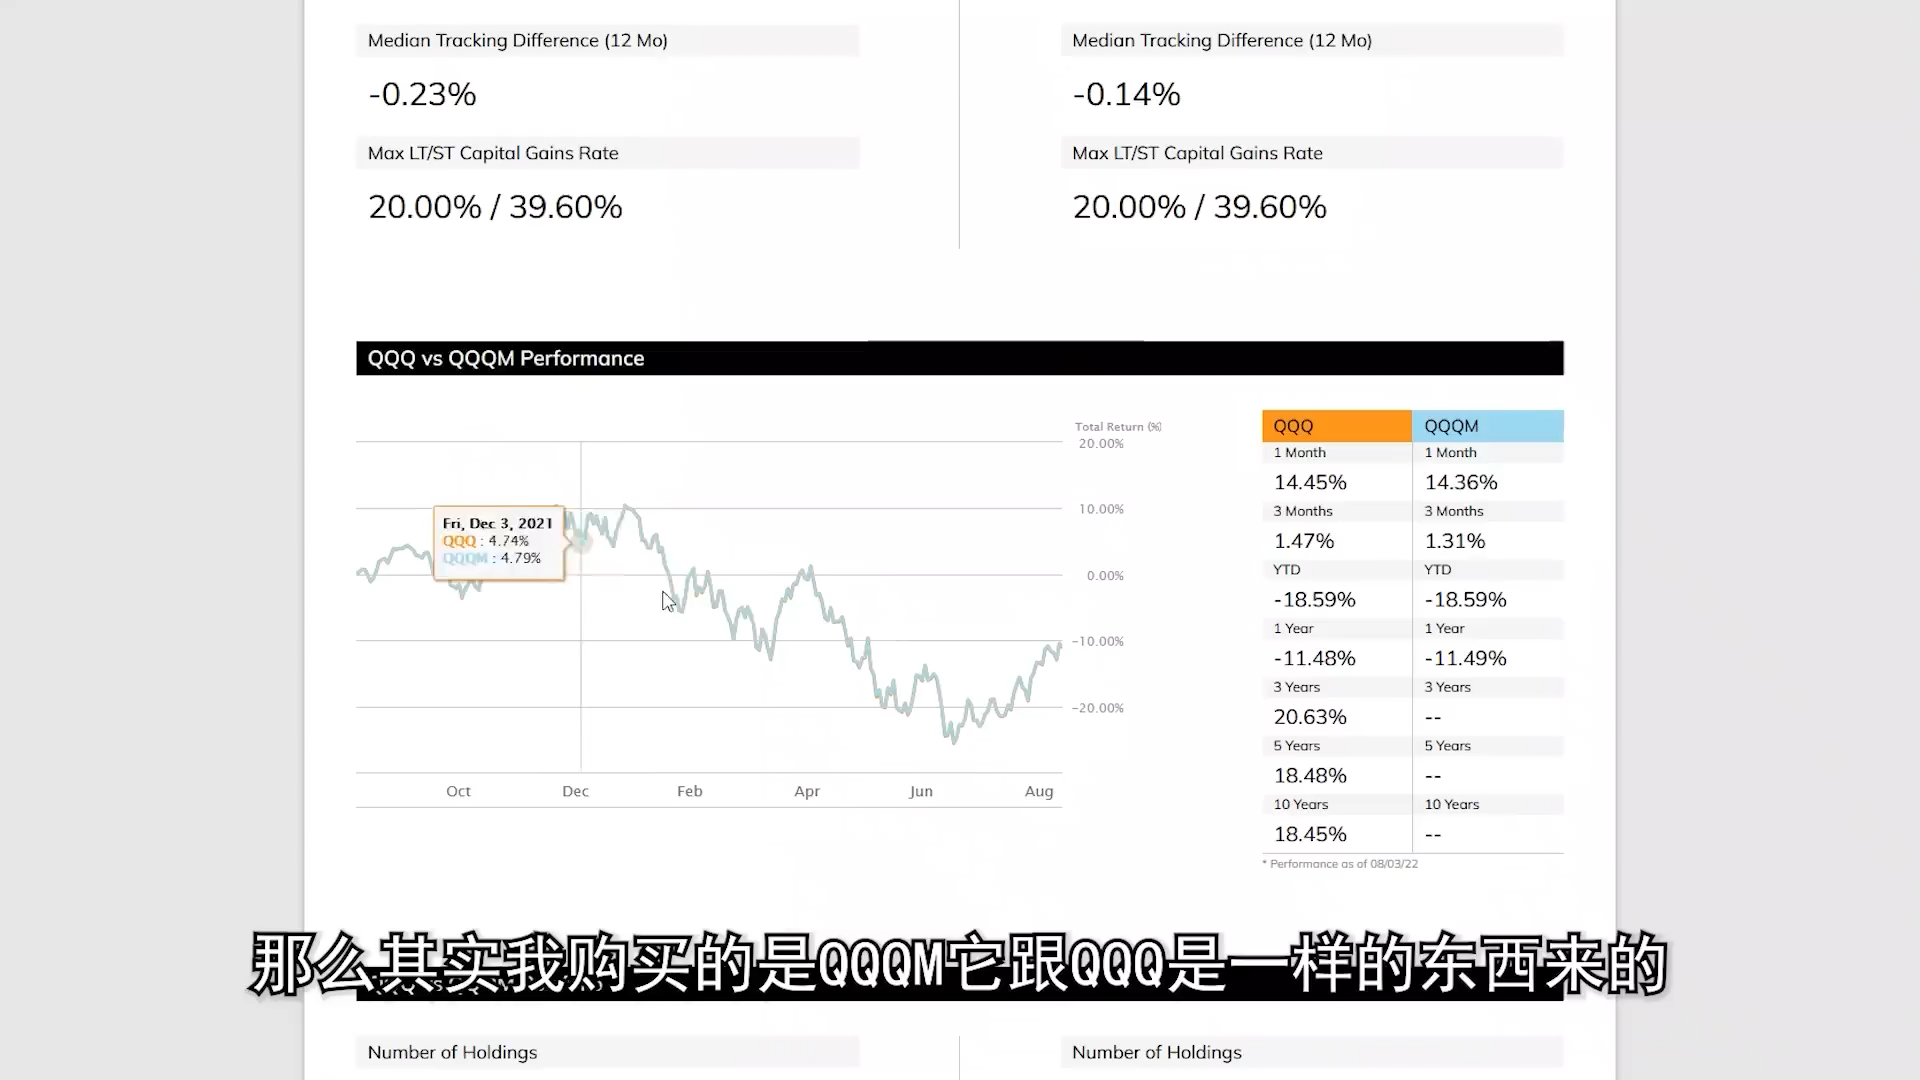 Median Tracking Difference (12 Mo)
-0.23%
Max LT/ST Capital Gains Rate
20.00% / 39.60%
Median Tracking Difference (12 Mo)
-0.14%
Max LT/ST Capital Gains Rate
20.00% / 39.60%
QQQ vs QQQM Performance
Total Return (%)
20.00%
10.00%
0.00%
-10.00%
-20.00%
Fri, Dec 3, 2021
QQQ : 4.74%
QQQM : 4.79%
Oct Dec Feb Apr Jun Aug
QQQ QQQM
1 Month 1 Month
14.45% 14.36%
3 Months 3 Months
1.47% 1.31%
YTD YTD
-18.59% -18.59%
1 Year 1 Year
-11.48% -11.49%
3 Years 3 Years
20.63% --
5 Years 5 Years
18.48% --
10 Years 10 Years
18.45% --
* Performance as of 08/03/22
那么其实我购买的是QQQM它跟QQQ是一样的东西来的
Number of Holdings
Number of Holdings